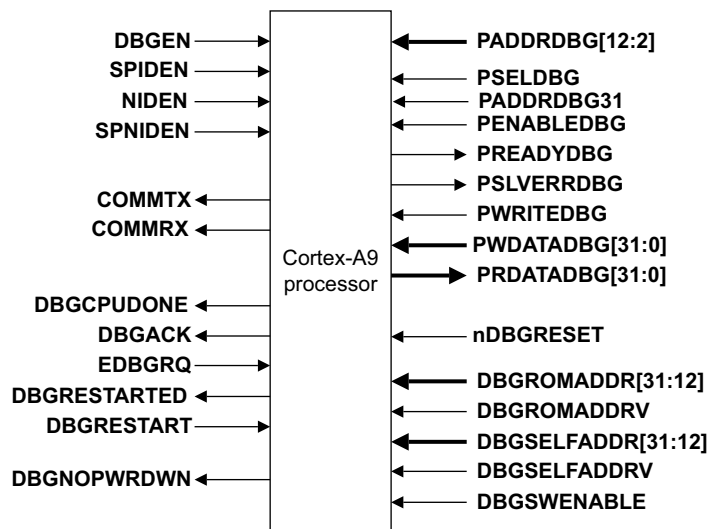 DBGEN
SPIDEN
NIDEN
SPNIDEN
COMMTX
COMMRX
DBGCPUDONE
DBGACK
EDBGRQ
DBGRESTARTED
DBGRESTART
DBGNOPWRDWN
Cortex-A9
processor
PADDRDBG[12:2]
PSELDBG
PADDRDBG31
PENABLEDBG
PREADYDBG
PSLVERRDBG
PWRITEDBG
PWDATADBG[31:0]
PRDATADBG[31:0]
nDBGRESET
DBGROMADDR[31:12]
DBGROMADDRV
DBGSELFADDR[31:12]
DBGSELFADDRV
DBGSWENABLE